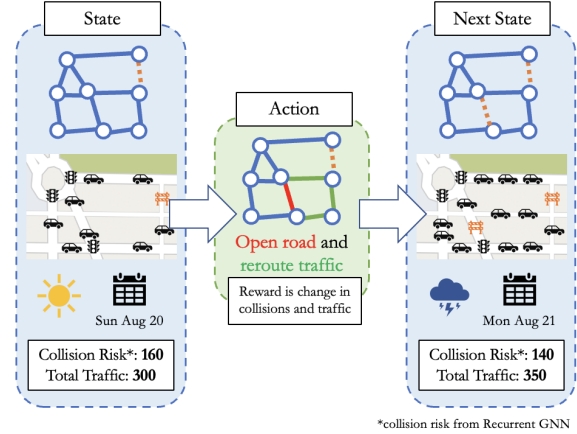 State
Sun Aug 20
Collision Risk*: 160
Total Traffic: 300
Action
Open road and
reroute traffic
Reward is change in
collisions and traffic
Next State
Mon Aug 21
Collision Risk*: 140
Total Traffic: 350
*collision risk from Recurrent GNN